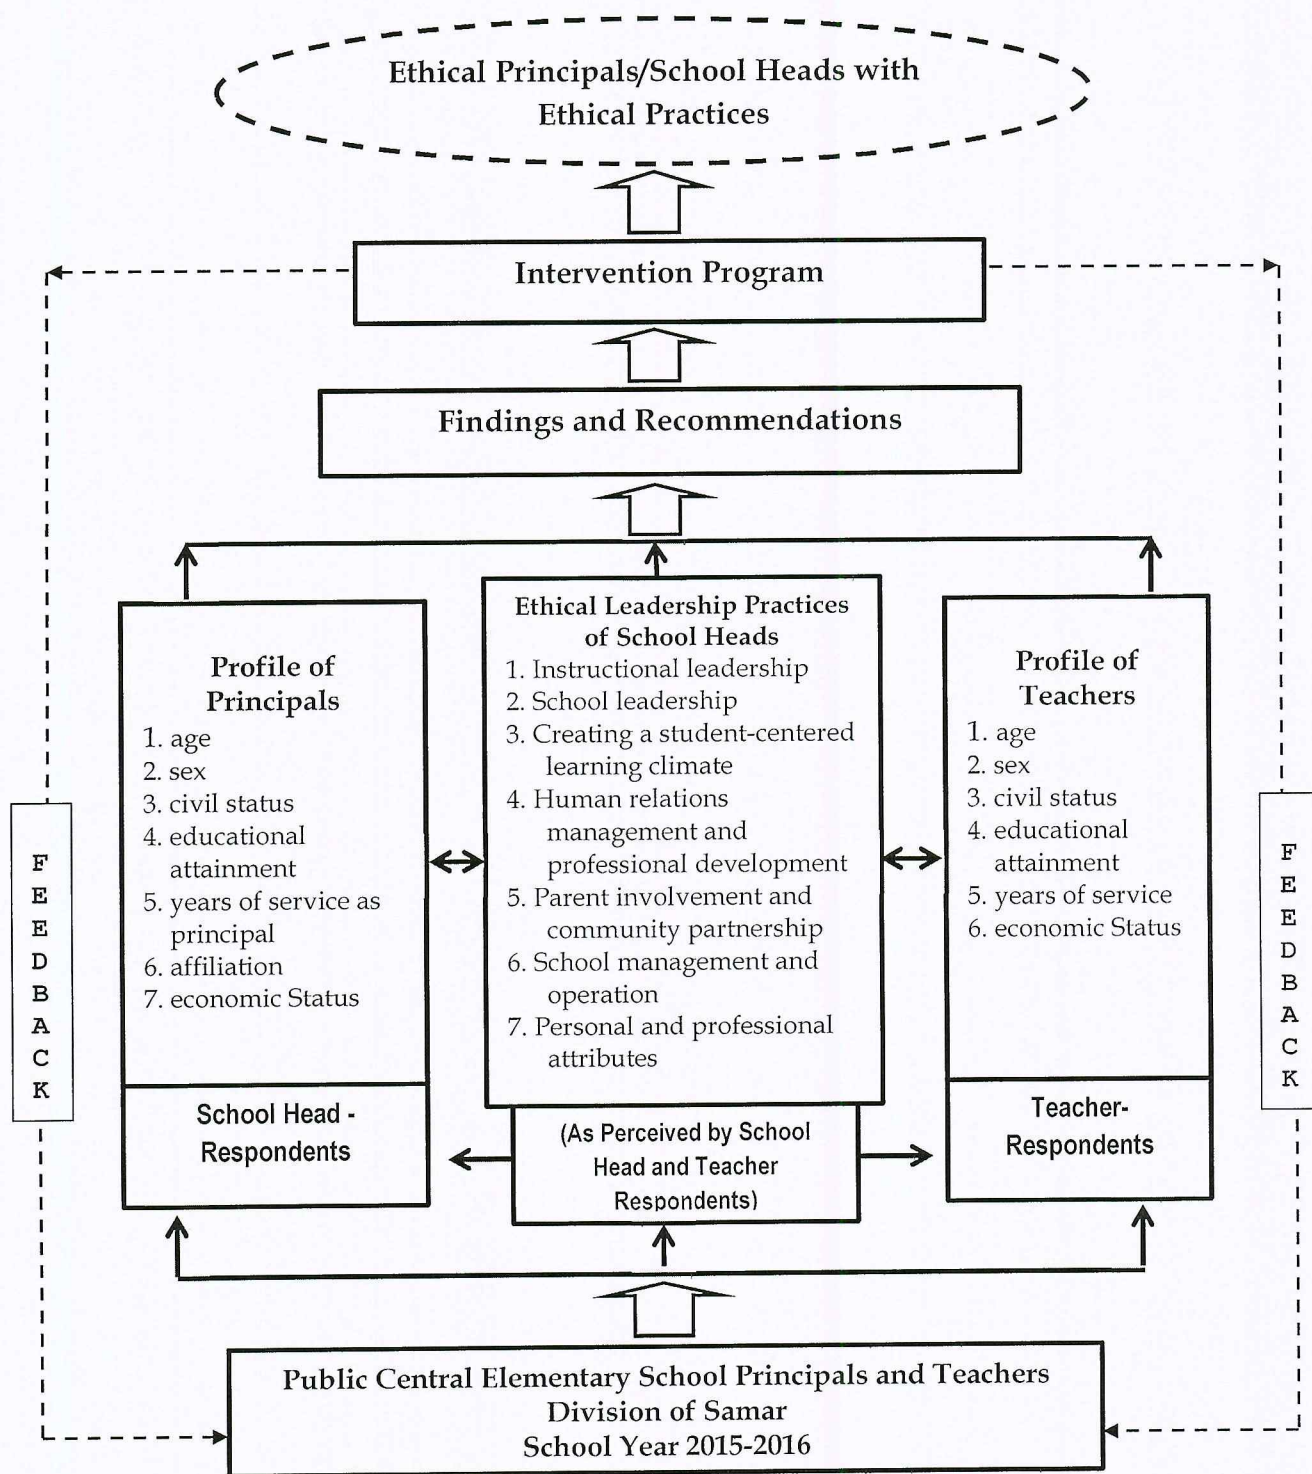 Ethical Principals/School Heads with
Ethical Practices
Intervention Program
Findings and Recommendations
Profile of
Principals
1. age
2. sex
3. civil status
4. educational
attainment
5. years of service as
principal
6. affiliation
7. economic Status
School Head -
Respondents
Ethical Leadership Practices
of School Heads
1. Instructional leadership
2. School leadership
3. Creating a student-centered
learning climate
4. Human relations
management and
professional development
5. Parent involvement and
community partnership
6. School management and
operation
7. Personal and professional
attributes
(As Perceived by School
Head and Teacher
Respondents)
Profile of
Teachers
1. age
2. sex
3. civil status
4. educational
attainment
5. years of service
6. economic Status
Teacher-
Respondents
F
E
E
D
B
A
C
K
F
E
E
D
B
A
C
K
Public Central Elementary School Principals and Teachers
Division of Samar
School Year 2015-2016